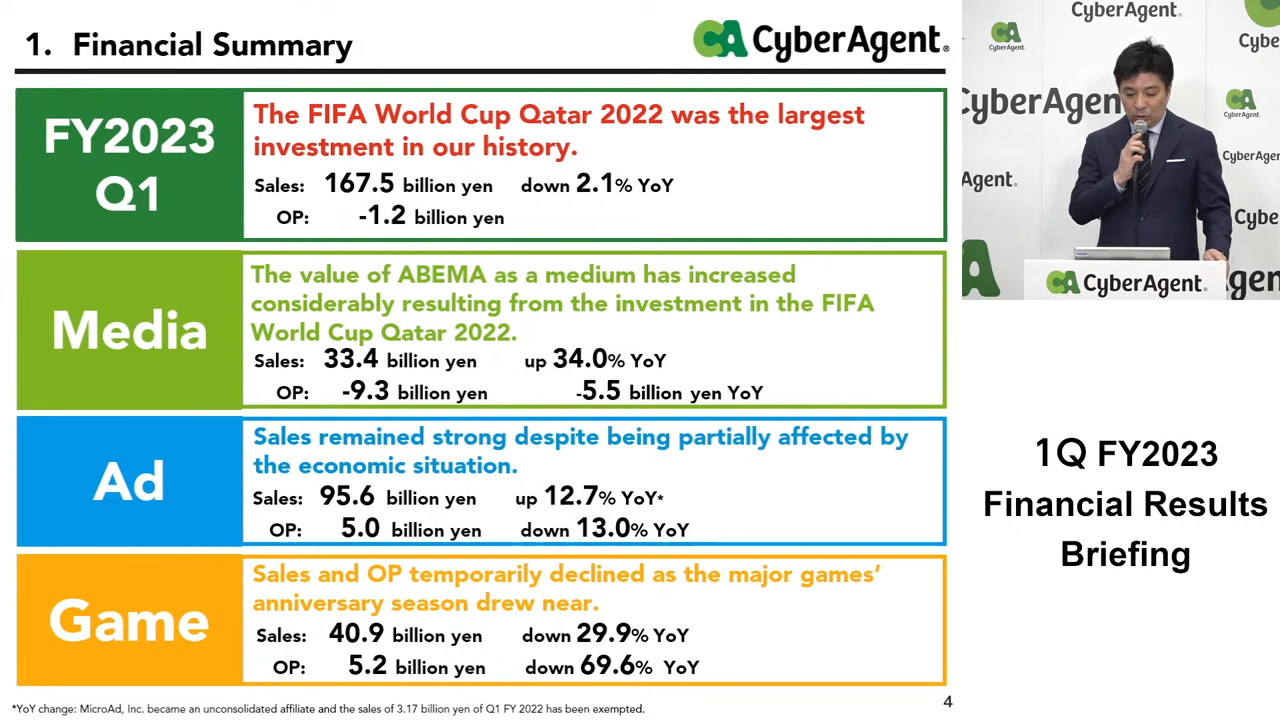 1. Financial Summary
CyberAgent
FY2023
Q1
The FIFA World Cup Qatar 2022 was the largest
investment in our history.
Sales: 167.5 billion yen down 2.1% YoY
OP: -1.2 billion yen
Media
The value of ABEMA as a medium has increased
considerably resulting from the investment in the FIFA
World Cup Qatar 2022.
Sales: 33.4 billion yen up 34.0% YoY
OP: -9.3 billion yen -5.5 billion yen YoY
Ad
Sales remained strong despite being partially affected by
the economic situation.
Sales: 95.6 billion yen up 12.7% YoY*
OP: 5.0 billion yen down 13.0% YoY
Game
Sales and OP temporarily declined as the major games’
anniversary season drew near.
Sales: 40.9 billion yen down 29.9% YoY
OP: 5.2 billion yen down 69.6% YoY
*YoY change: MicroAd, Inc. became an unconsolidated affiliate and the sales of 3.17 billion yen of Q1 FY 2022 has been exempted.
4
CyberAgent.
CyberAgent.
Cybe
CyberAgen
CyberAgent.
CyberAgent
Agent.
Cybe
CyberAgent.
gen
1Q FY2023
Financial Results
Briefing